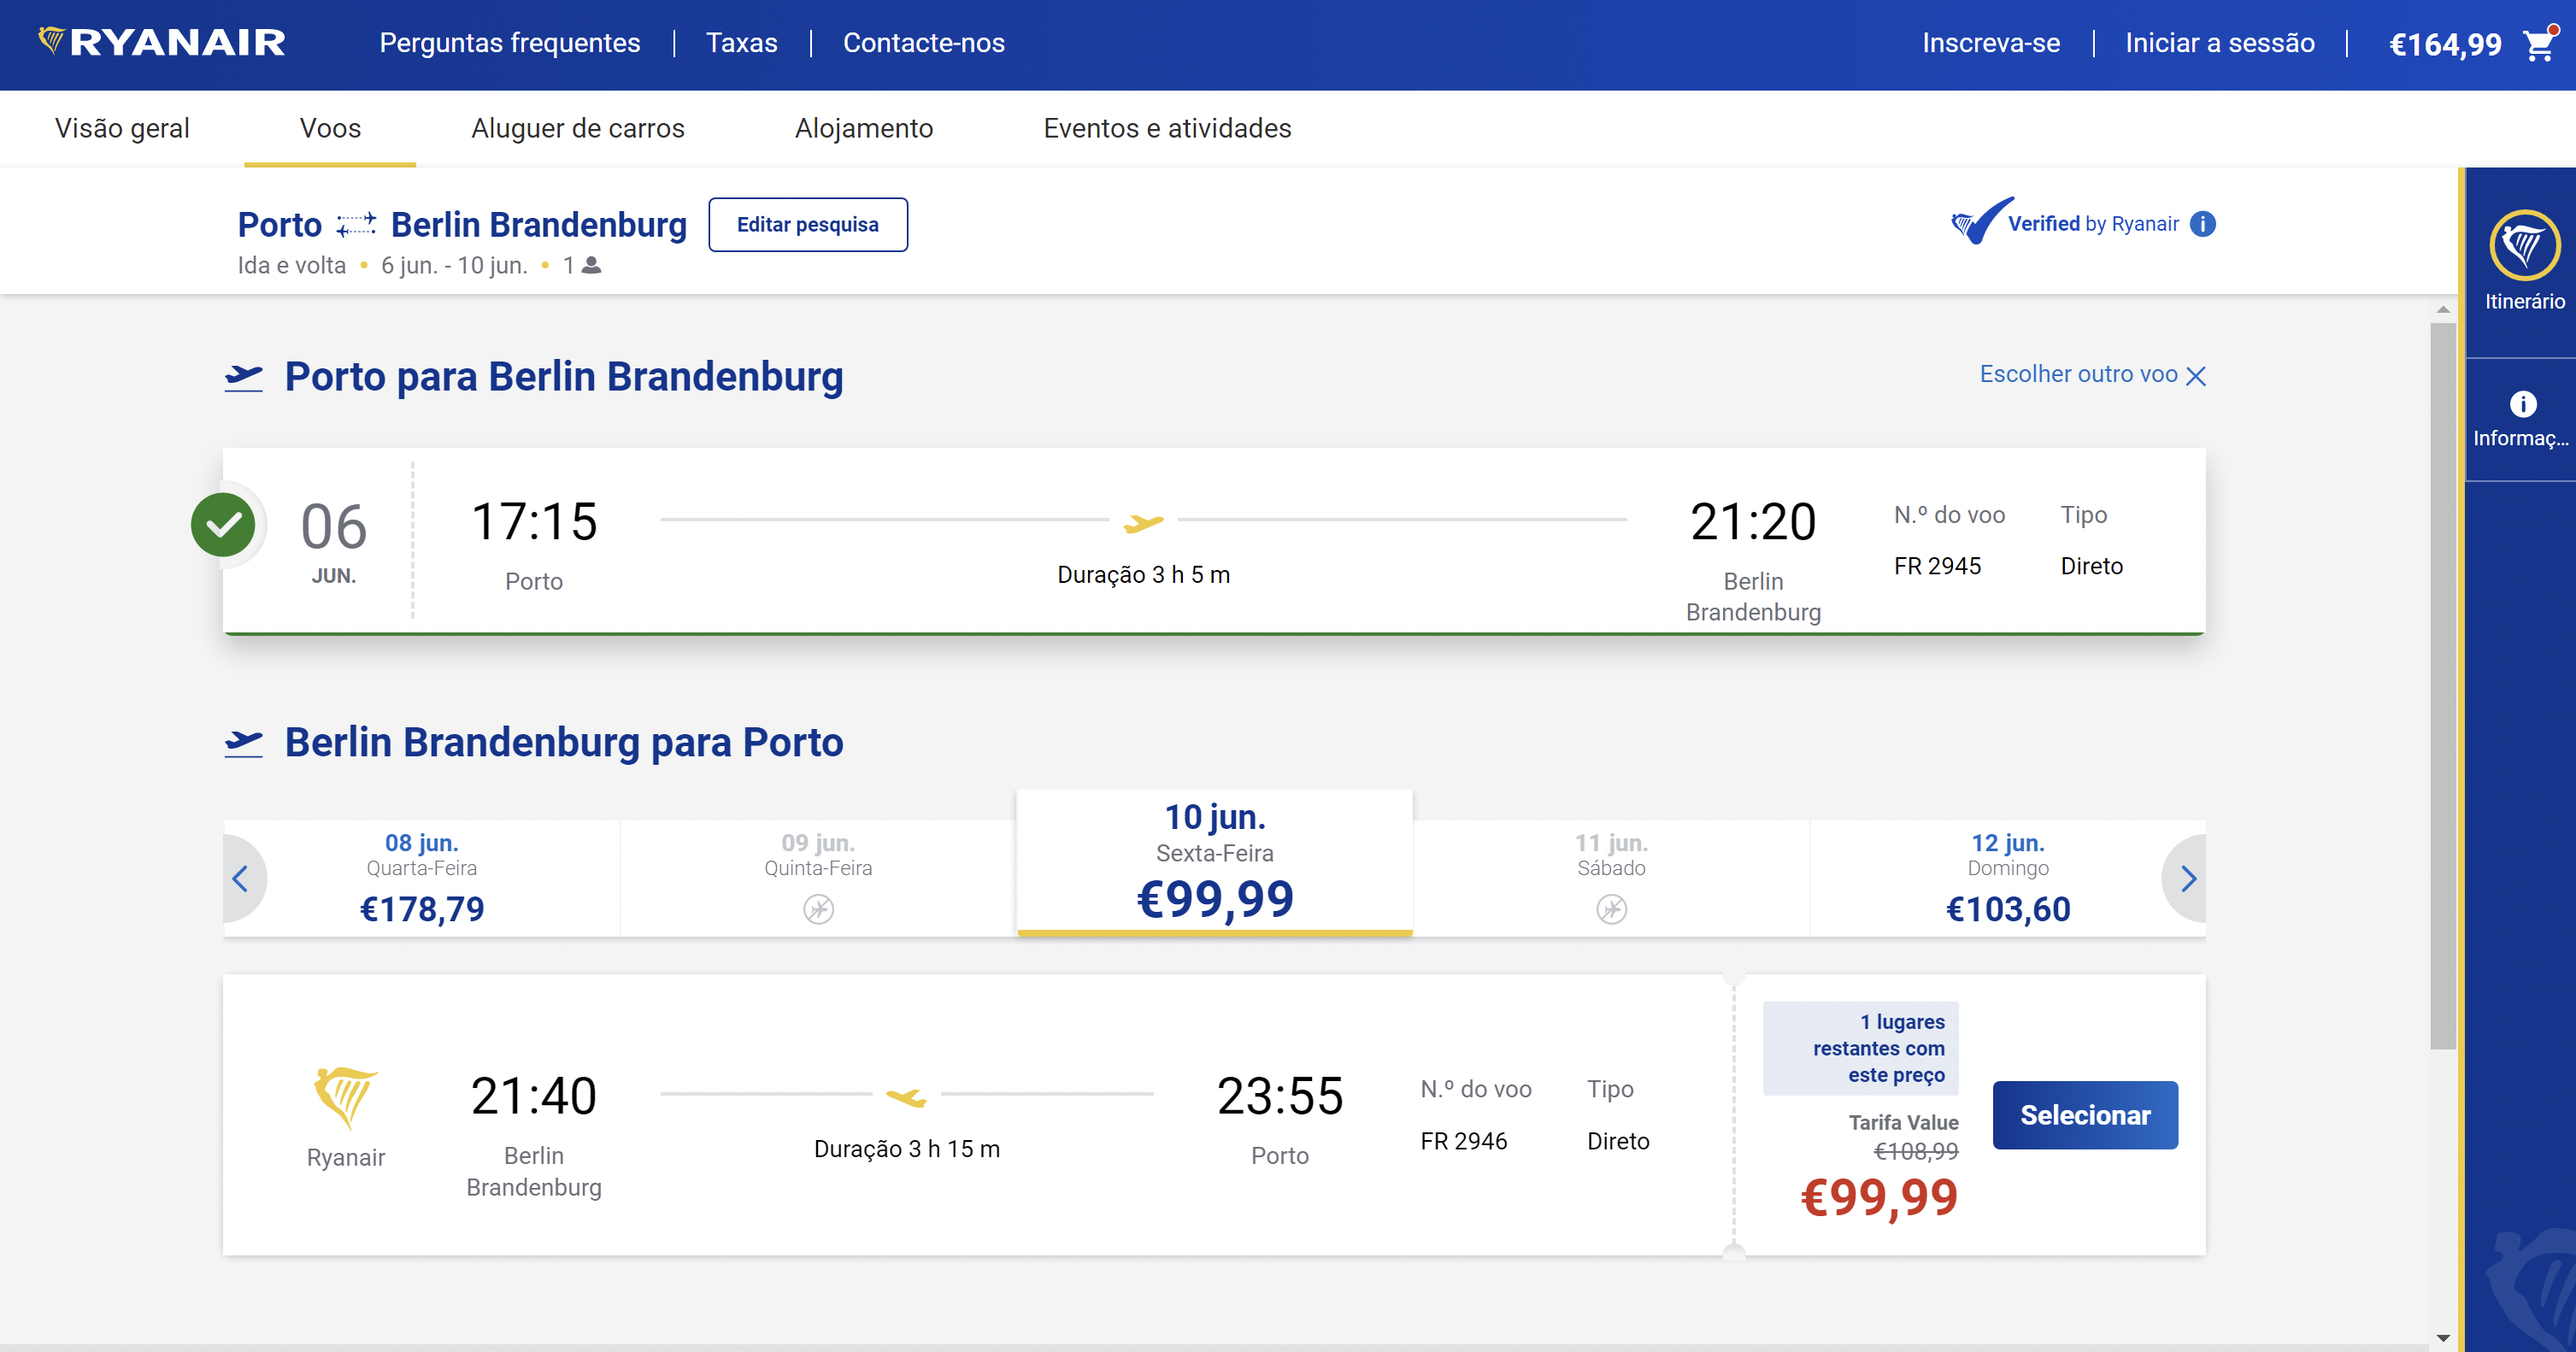 RYANAIR Perguntas frequentes | Taxas | Contacte-nos Inscreva-se | Iniciar a sessão | €164,99
Visão geral Voos Aluguer de carros Alojamento Eventos e atividades
Porto Berlin Brandenburg Editar pesquisa
Ida e volta • 6 jun. - 10 jun. • 1
Verified by Ryanair i
Itinerário
i
Informaç...
Porto para Berlin Brandenburg
Escolher outro voo
06
JUN.
17:15
Porto
Duração 3 h 5 m
21:20
Berlin
Brandenburg
N.º do voo
FR 2945
Tipo
Direto
Berlin Brandenburg para Porto
08 jun.
Quarta-Feira
€178,79
09 jun.
Quinta-Feira
10 jun.
Sexta-Feira
€99,99
11 jun.
Sábado
12 jun.
Domingo
€103,60
Ryanair
21:40
Berlin
Brandenburg
Duração 3 h 15 m
23:55
Porto
N.º do voo
FR 2946
Tipo
Direto
1 lugares
restantes com
este preço
Tarifa Value
€108,99
€99,99
Selecionar